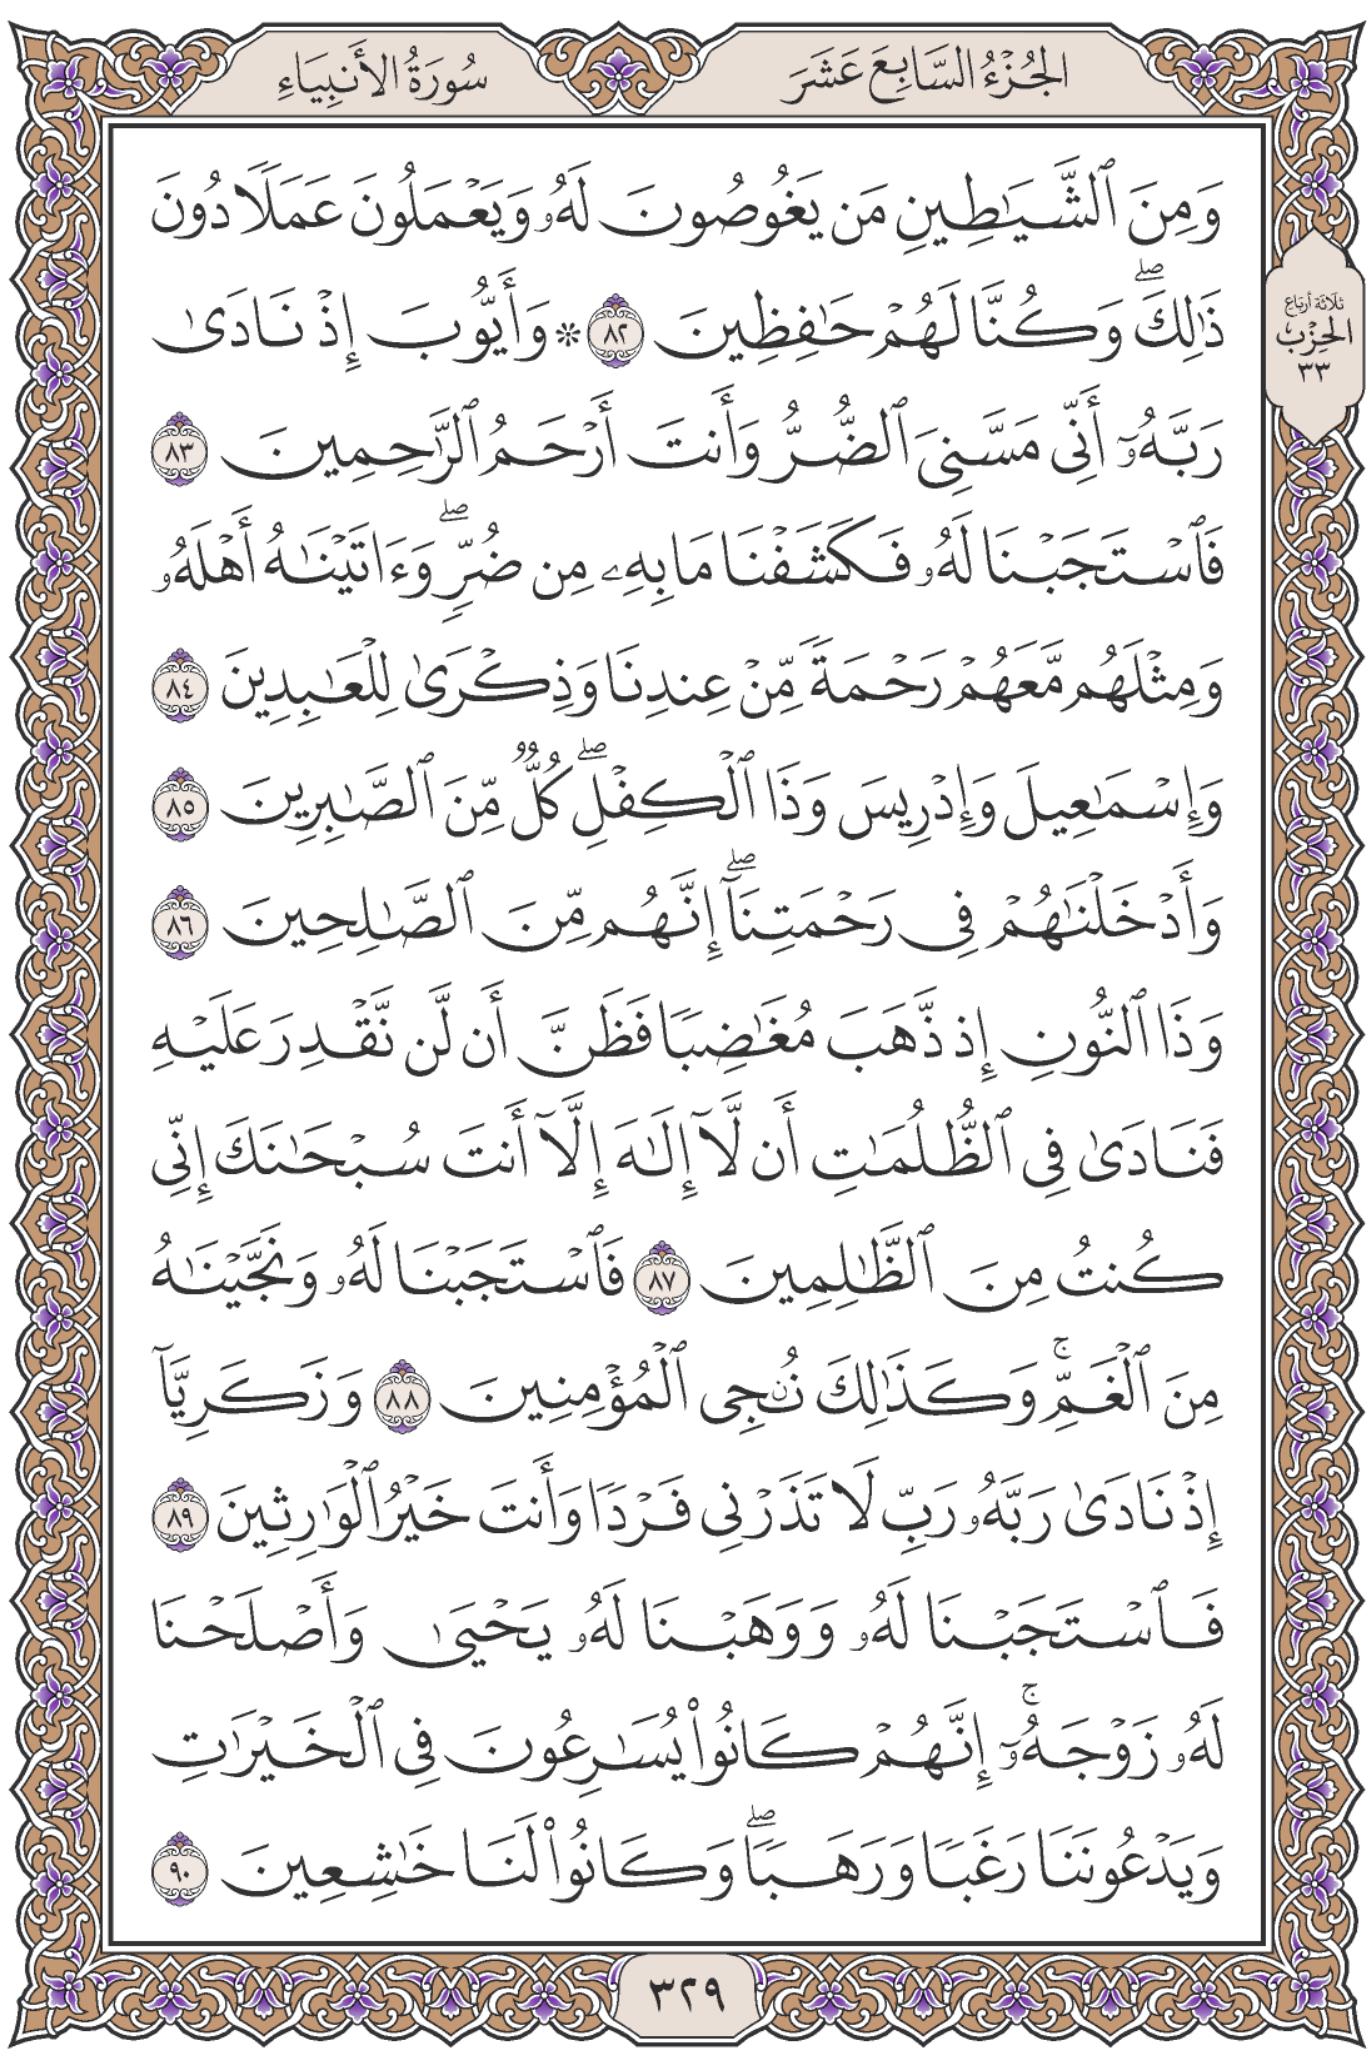 الجُزْءُ السَّابِعَ عَشَرَ
سُورَةُ الأَنبِيَاءِ
وَمِنَ ٱلشَّيَٰطِينِ مَن يَغُوصُونَ لَهُۥ وَيَعْمَلُونَ عَمَلًا دُونَ
ذَٰلِكَۖ وَكُنَّا لَهُمْ حَٰفِظِينَ ٨٢ ۞ وَأَيُّوبَ إِذْ نَادَىٰ
ثلاثة أرباع
الحِزْب
٣٣
رَبَّهُۥٓ أَنِّى مَسَّنِىَ ٱلضُّرُّ وَأَنتَ أَرْحَمُ ٱلرَّٰحِمِينَ ٨٣
فَٱسْتَجَبْنَا لَهُۥ فَكَشَفْنَا مَا بِهِۦ مِن ضُرٍّۖ وَءَاتَيْنَٰهُ أَهْلَهُۥ
وَمِثْلَهُم مَّعَهُمْ رَحْمَةً مِّنْ عِندِنَا وَذِكْرَىٰ لِلْعَٰبِدِينَ ٨٤
وَإِسْمَٰعِيلَ وَإِدْرِيسَ وَذَا ٱلْكِفْلِۖ كُلٌّ مِّنَ ٱلصَّٰبِرِينَ ٨٥
وَأَدْخَلْنَٰهُمْ فِى رَحْمَتِنَآۖ إِنَّهُم مِّنَ ٱلصَّٰلِحِينَ ٨٦
وَذَا ٱلنُّونِ إِذ ذَّهَبَ مُغَٰضِبًا فَظَنَّ أَن لَّن نَّقْدِرَ عَلَيْهِ
فَنَادَىٰ فِى ٱلظُّلُمَٰتِ أَن لَّآ إِلَٰهَ إِلَّآ أَنتَ سُبْحَٰنَكَ إِنِّى
كُنتُ مِنَ ٱلظَّٰلِمِينَ ٨٧ فَٱسْتَجَبْنَا لَهُۥ وَنَجَّيْنَٰهُ
مِنَ ٱلْغَمِّۚ وَكَذَٰلِكَ نُۨجِى ٱلْمُؤْمِنِينَ ٨٨ وَزَكَرِيَّآ
إِذْ نَادَىٰ رَبَّهُۥ رَبِّ لَا تَذَرْنِى فَرْدًا وَأَنتَ خَيْرُ ٱلْوَٰرِثِينَ ٨٩
فَٱسْتَجَبْنَا لَهُۥ وَوَهَبْنَا لَهُۥ يَحْيَىٰ وَأَصْلَحْنَا
لَهُۥ زَوْجَهُۥٓۚ إِنَّهُمْ كَانُوا۟ يُسَٰرِعُونَ فِى ٱلْخَيْرَٰتِ
وَيَدْعُونَنَا رَغَبًا وَرَهَبًاۖ وَكَانُوا۟ لَنَا خَٰشِعِينَ ٩٠
٣٢٩